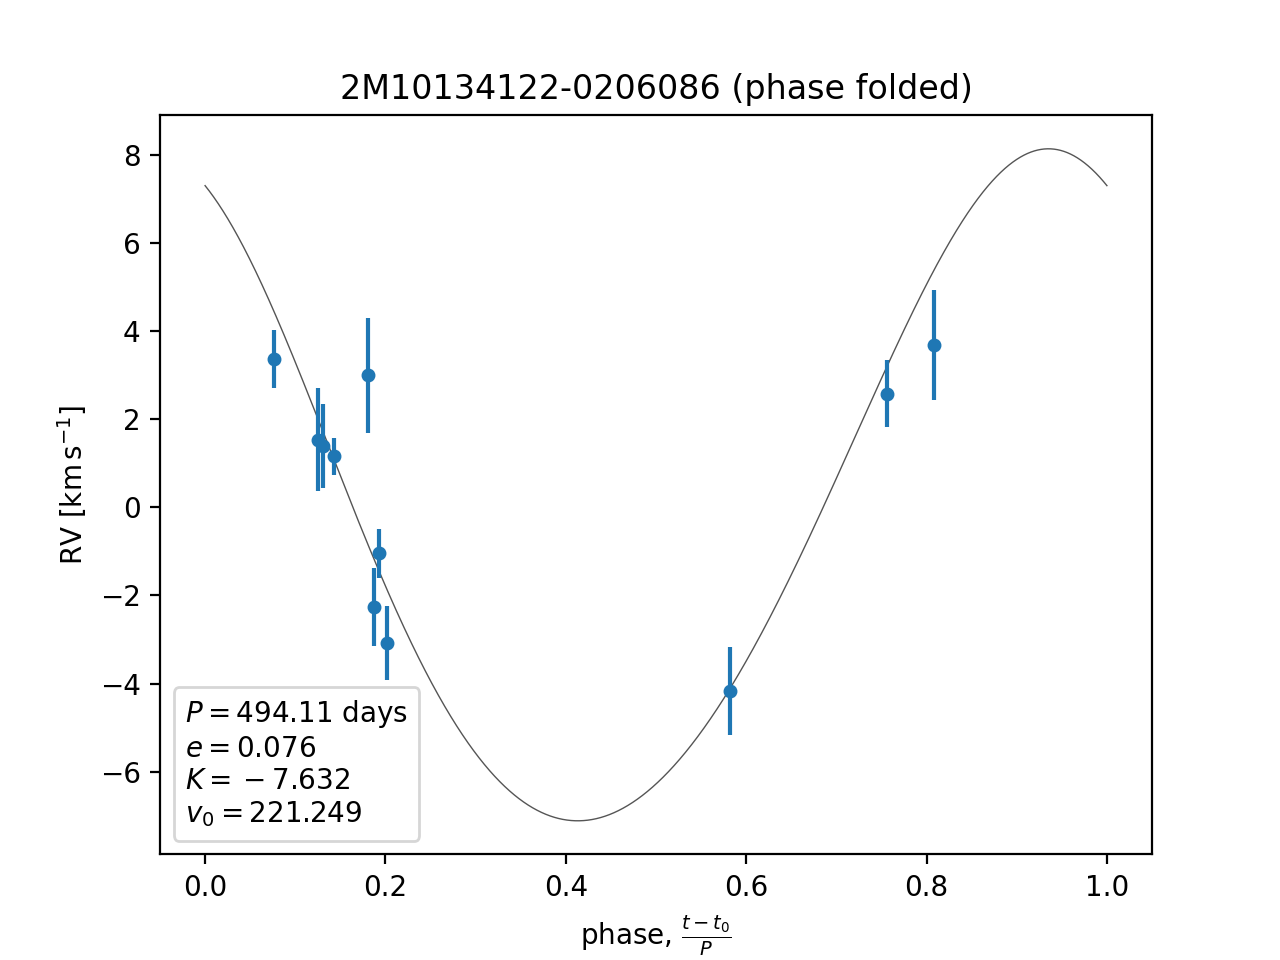 2M10134122-0206086 (phase folded)
RV [km s⁻¹]
8
6
4
2
0
−2
−4
−6
P = 494.11 days
e = 0.076
K = −7.632
v₀ = 221.249
0.0 0.2 0.4 0.6 0.8 1.0
phase, (t − t₀)/P